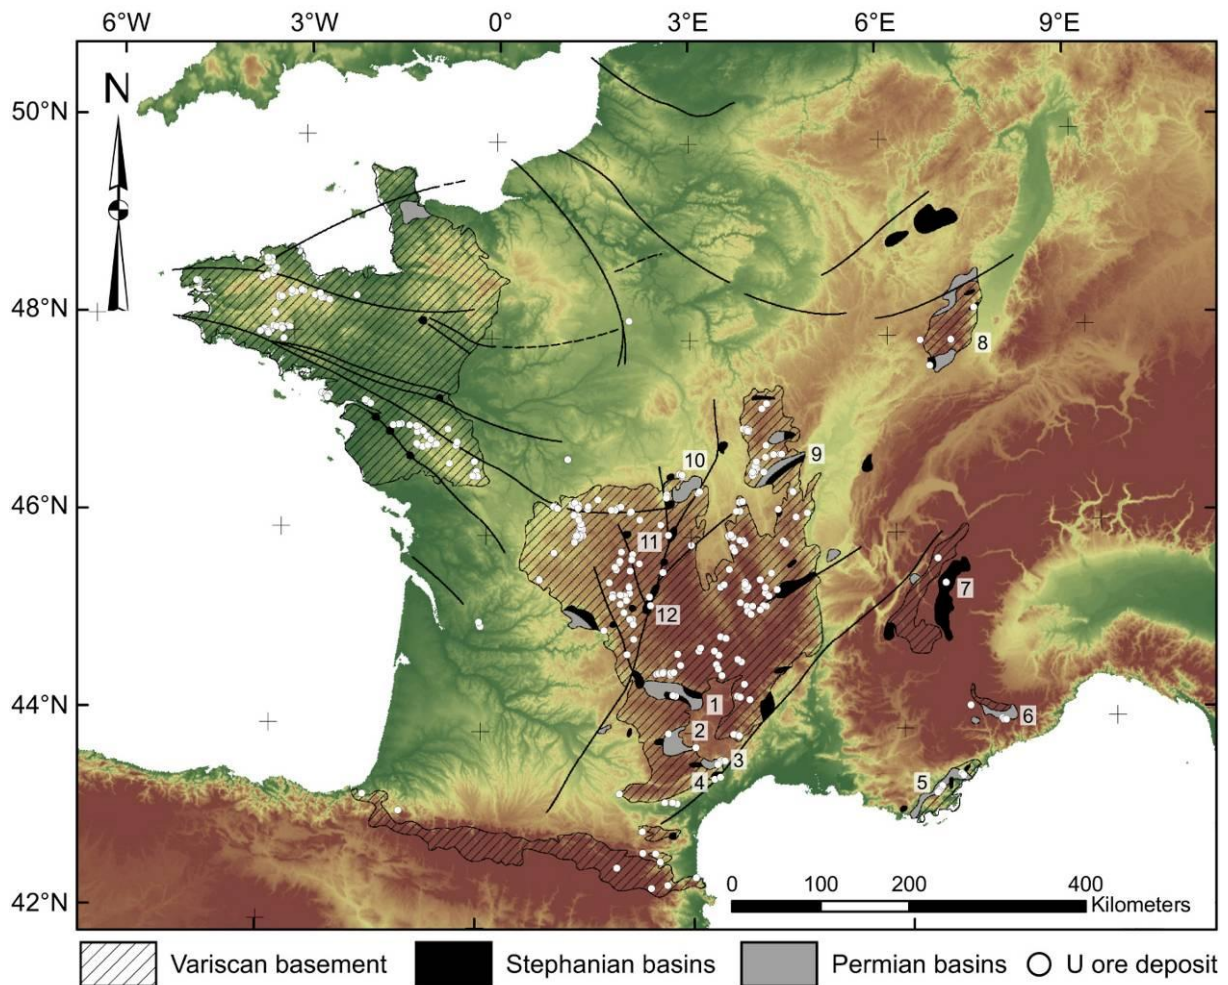 6°W 3°W 0° 3°E 6°E 9°E
N
50°N
48°N
8
10
9
46°N
11
7
12
44°N
1
6
2
3
5
4
0 100 200 400
Kilometers
42°N
Variscan basement Stephanian basins Permian basins U ore deposit